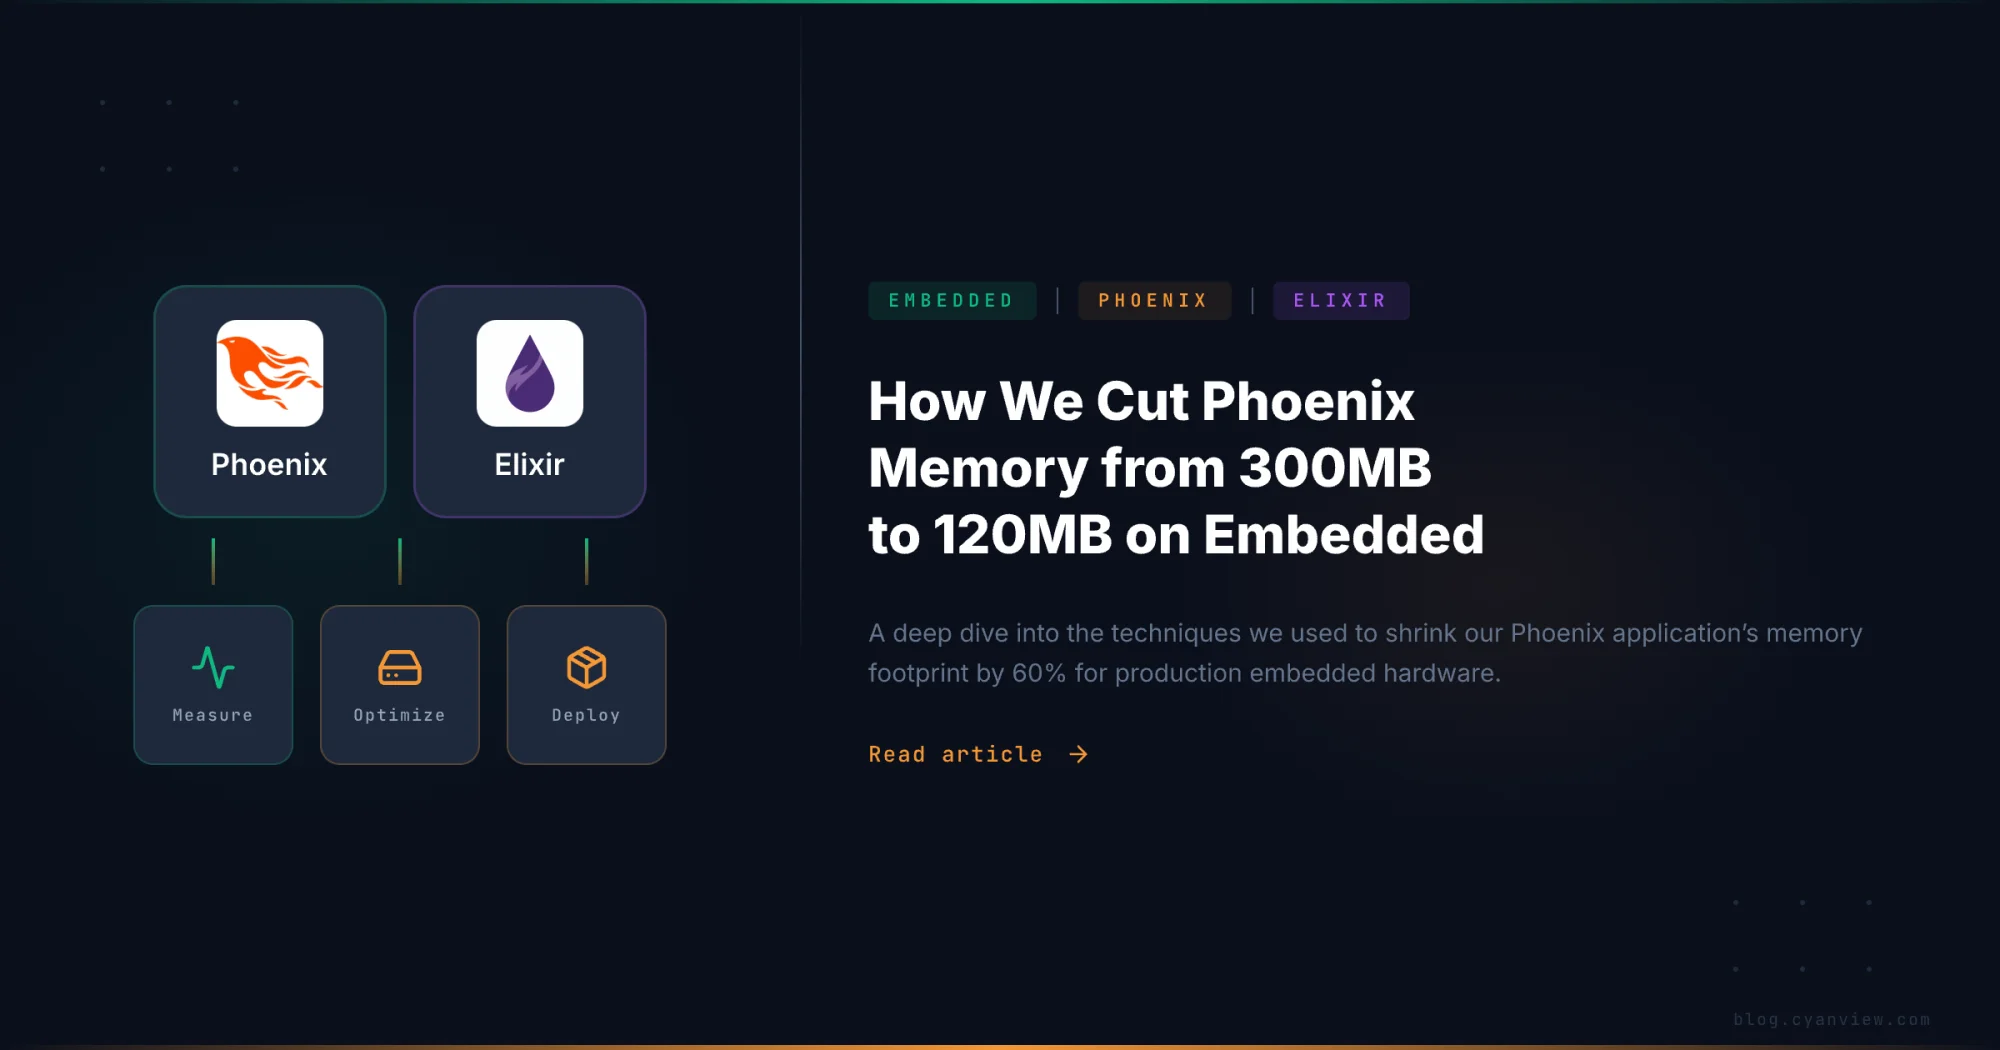 Phoenix
Elixir
Measure
Optimize
Deploy
EMBEDDED | PHOENIX | ELIXIR
How We Cut Phoenix
Memory from 300MB
to 120MB on Embedded
A deep dive into the techniques we used to shrink our Phoenix application’s memory
footprint by 60% for production embedded hardware.
Read article →
blog.cyanview.com